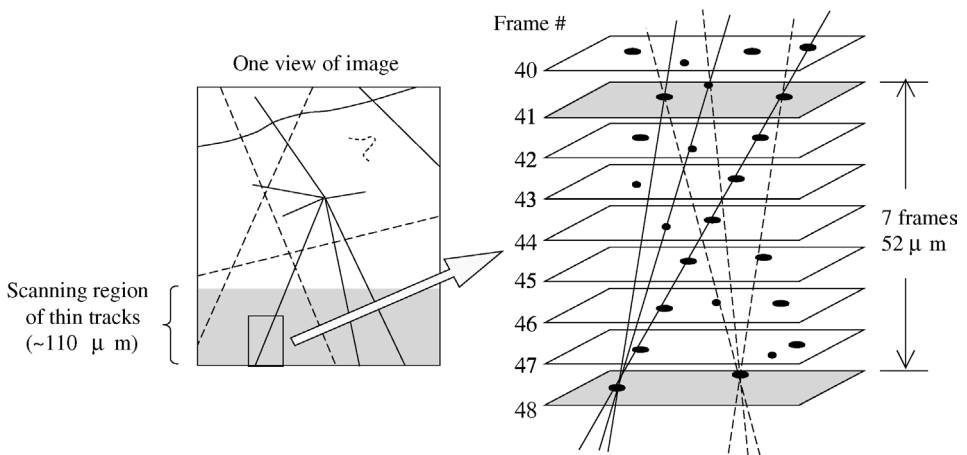 One view of image
Scanning region
of thin tracks
(~110 μ m)
Frame #
40
41
42
43
44
45
46
47
48
7 frames
52 μ m